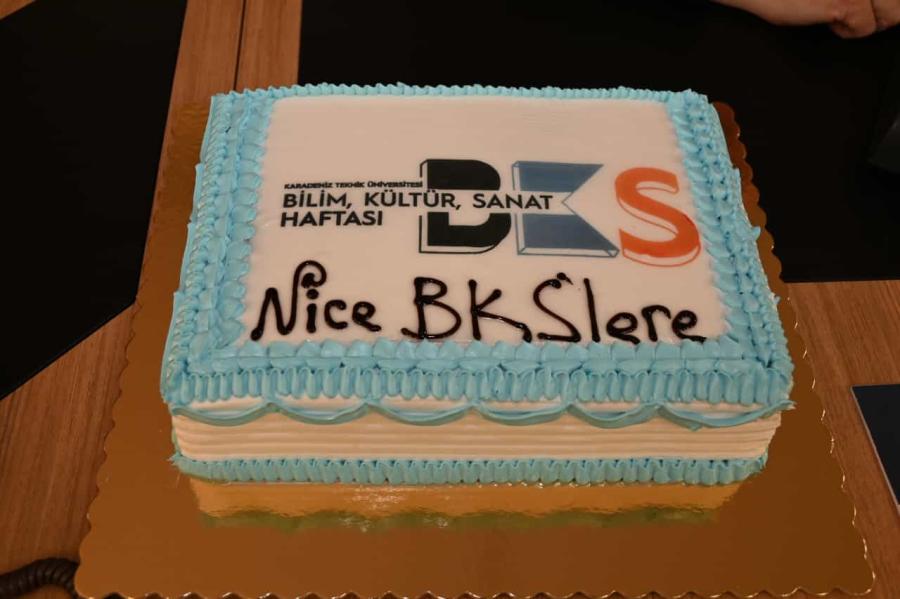 KARADENİZ TEKNİK ÜNİVERSİTESİ
BİLİM, KÜLTÜR, SANAT
HAFTASI
BKS
Nice BKSlere